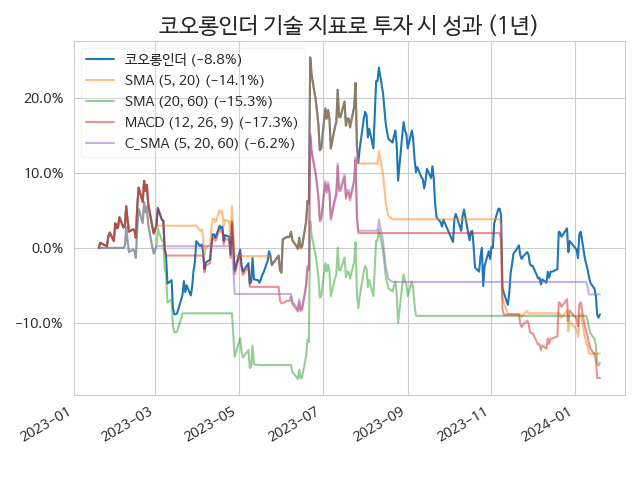 코오롱인더 기술 지표로 투자 시 성과 (1년)
코오롱인더 (−8.8%)
SMA (5, 20) (−14.1%)
SMA (20, 60) (−15.3%)
MACD (12, 26, 9) (−17.3%)
C_SMA (5, 20, 60) (−6.2%)
20.0%
10.0%
0.0%
−10.0%
2023-01
2023-03
2023-05
2023-07
2023-09
2023-11
2024-01